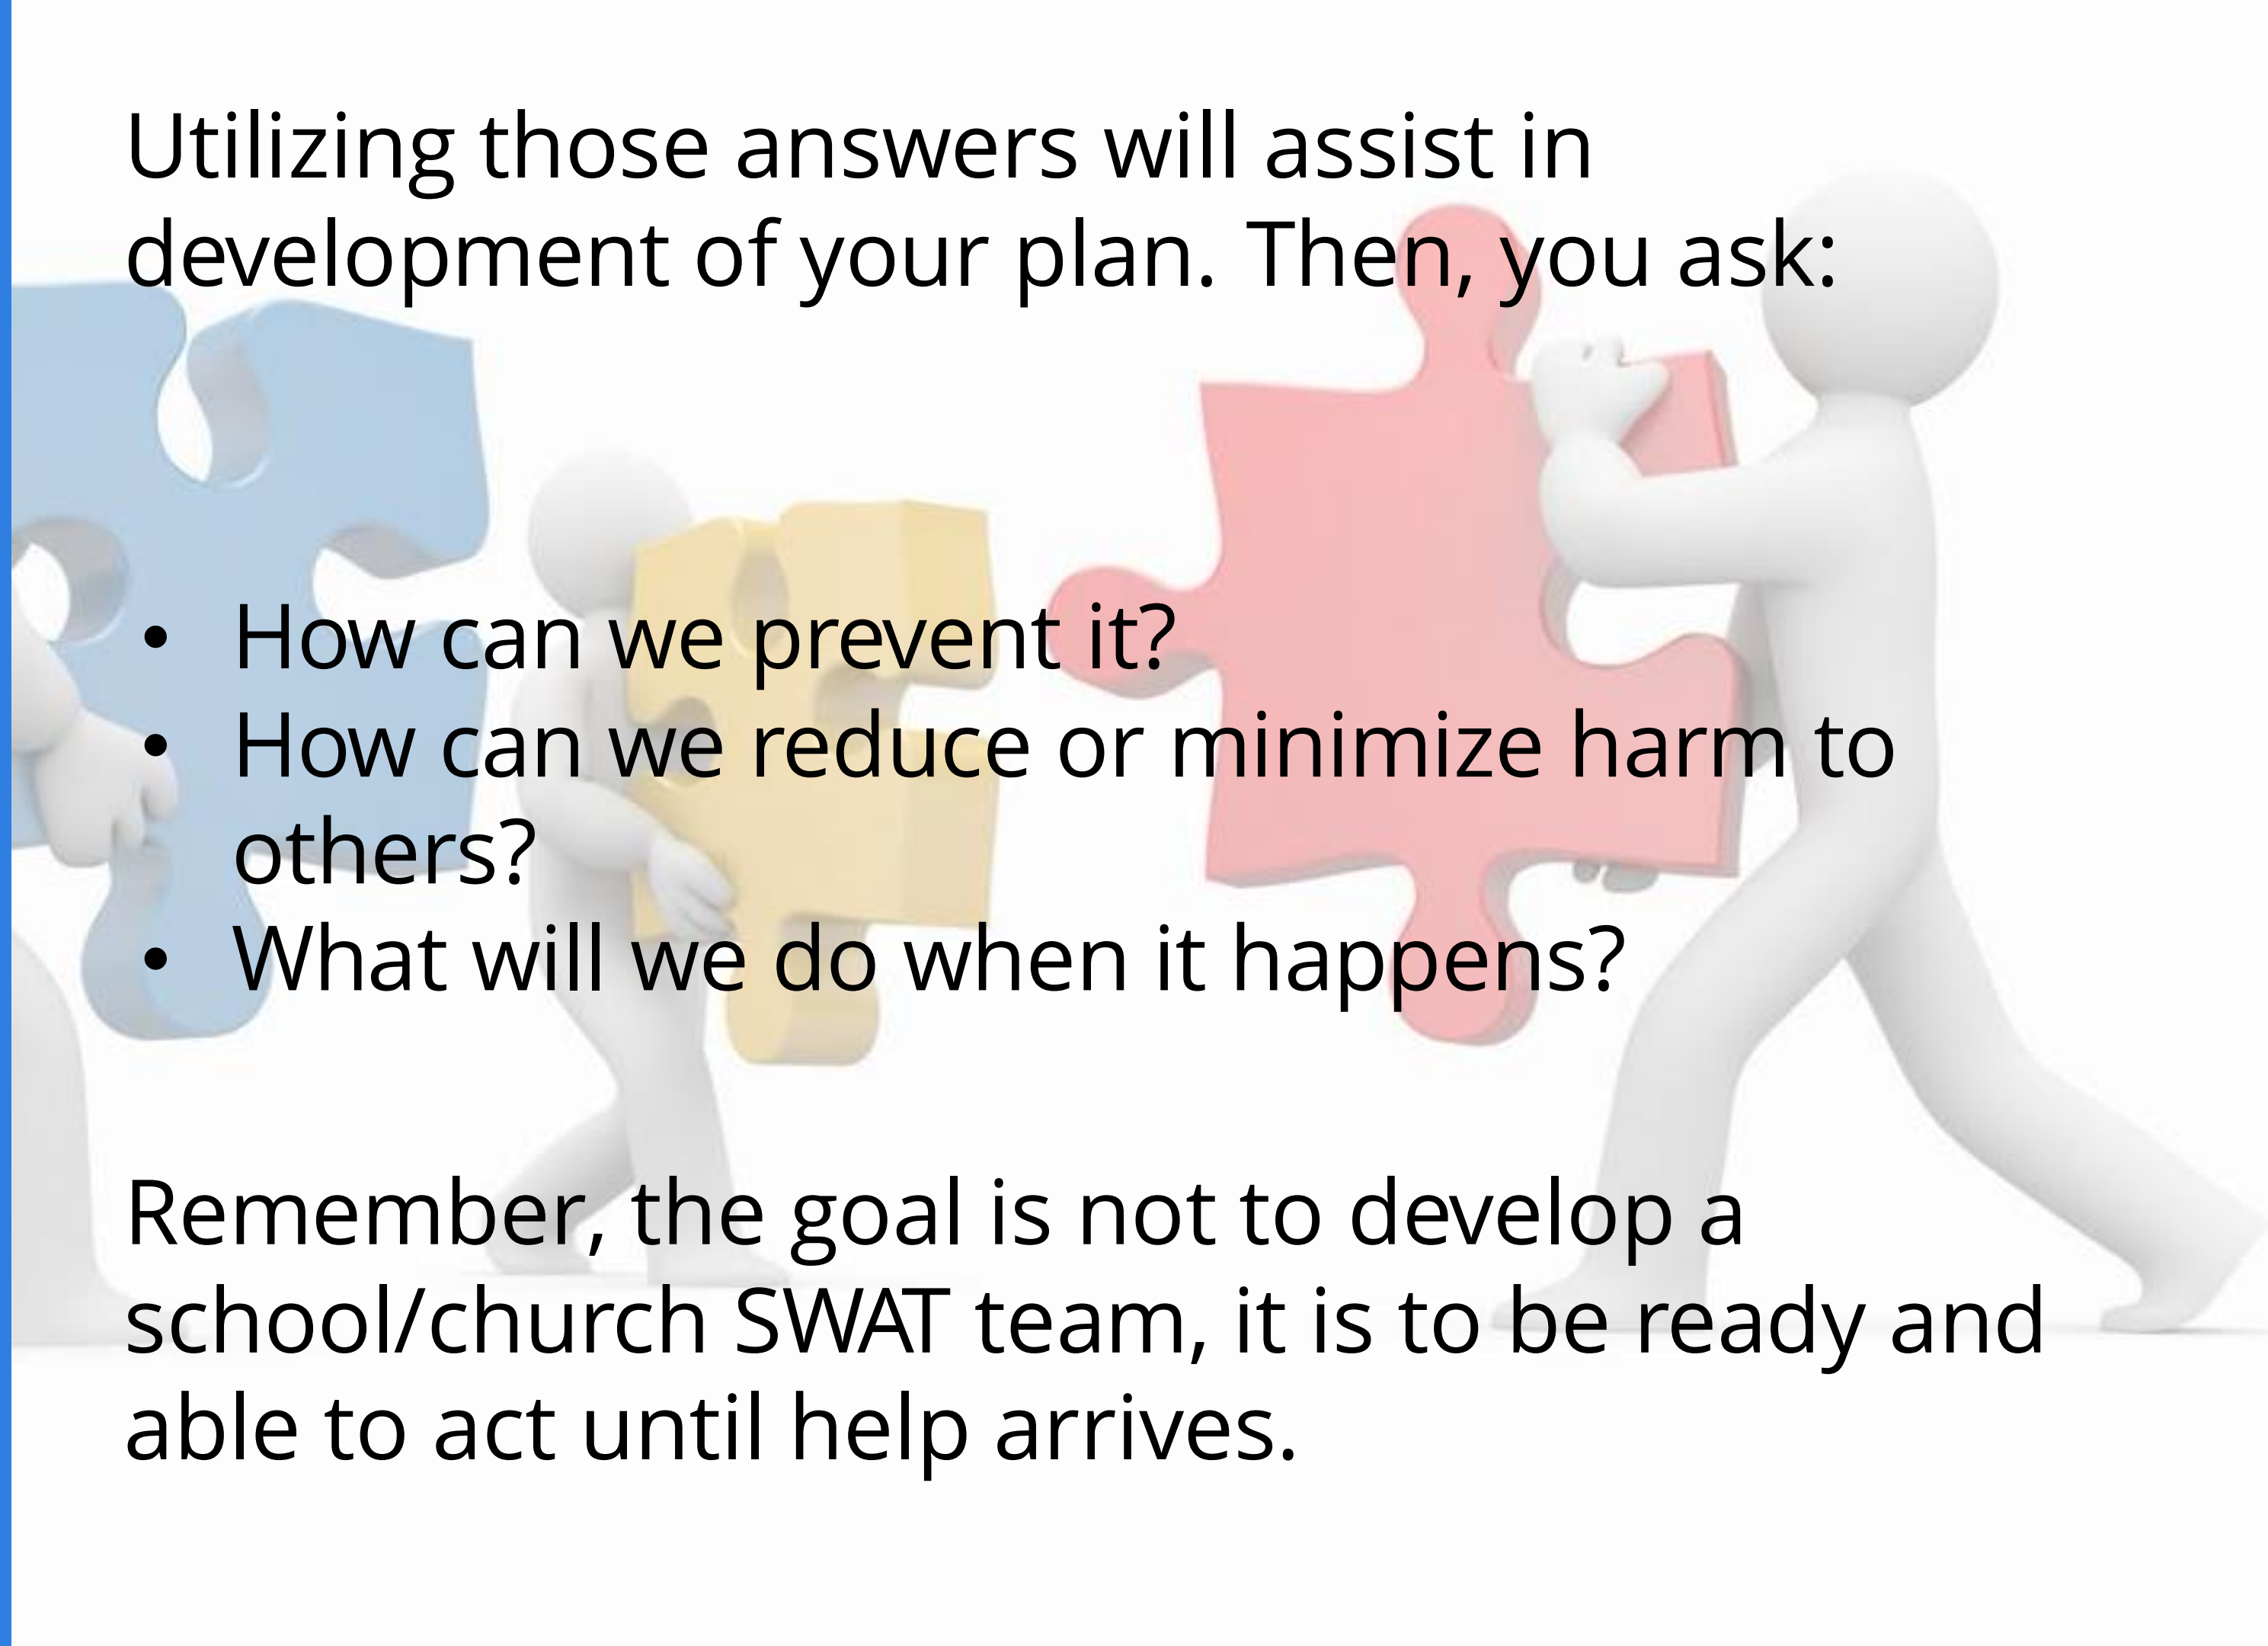 Utilizing those answers will assist in
development of your plan. Then, you ask:
• How can we prevent it?
• How can we reduce or minimize harm to
others?
• What will we do when it happens?
Remember, the goal is not to develop a
school/church SWAT team, it is to be ready and
able to act until help arrives.